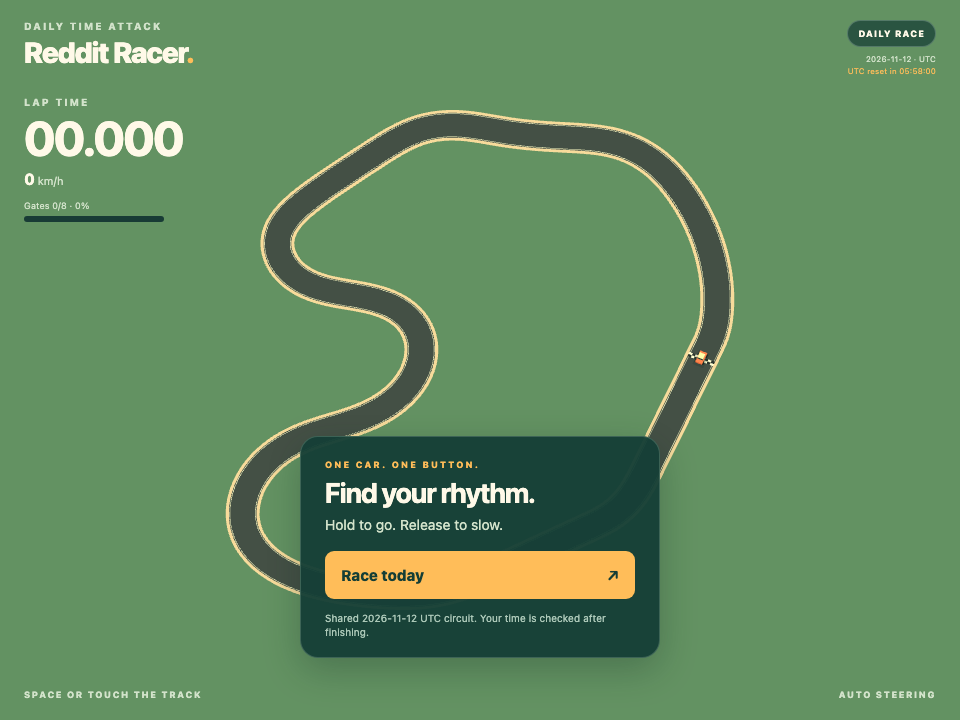 DAILY TIME ATTACK
Reddit Racer.
DAILY RACE
2026-11-12 · UTC
UTC reset in 05:58:00
LAP TIME
00.000
0 km/h
Gates 0/8 · 0%
ONE CAR. ONE BUTTON.
Find your rhythm.
Hold to go. Release to slow.
Race today ↗
Shared 2026-11-12 UTC circuit. Your time is checked after
finishing.
SPACE OR TOUCH THE TRACK
AUTO STEERING